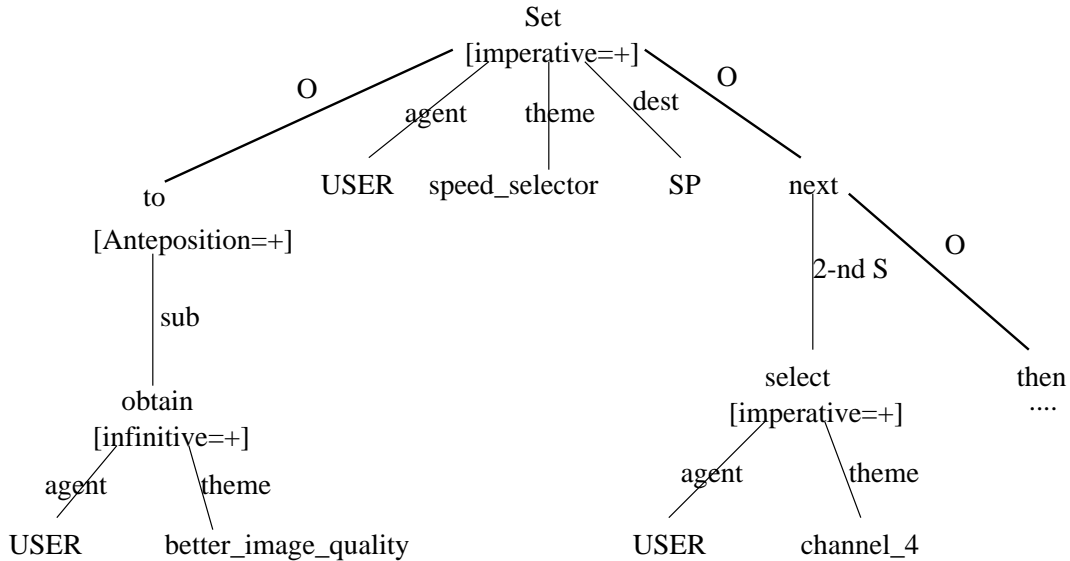 Set
[imperative=+]
O
agent
theme
dest
O
to
USER
speed_selector
SP
next
[Anteposition=+]
O
2-nd S
sub
select
then
obtain
[imperative=+]
....
[infinitive=+]
agent
theme
agent
theme
USER
better_image_quality
USER
channel_4